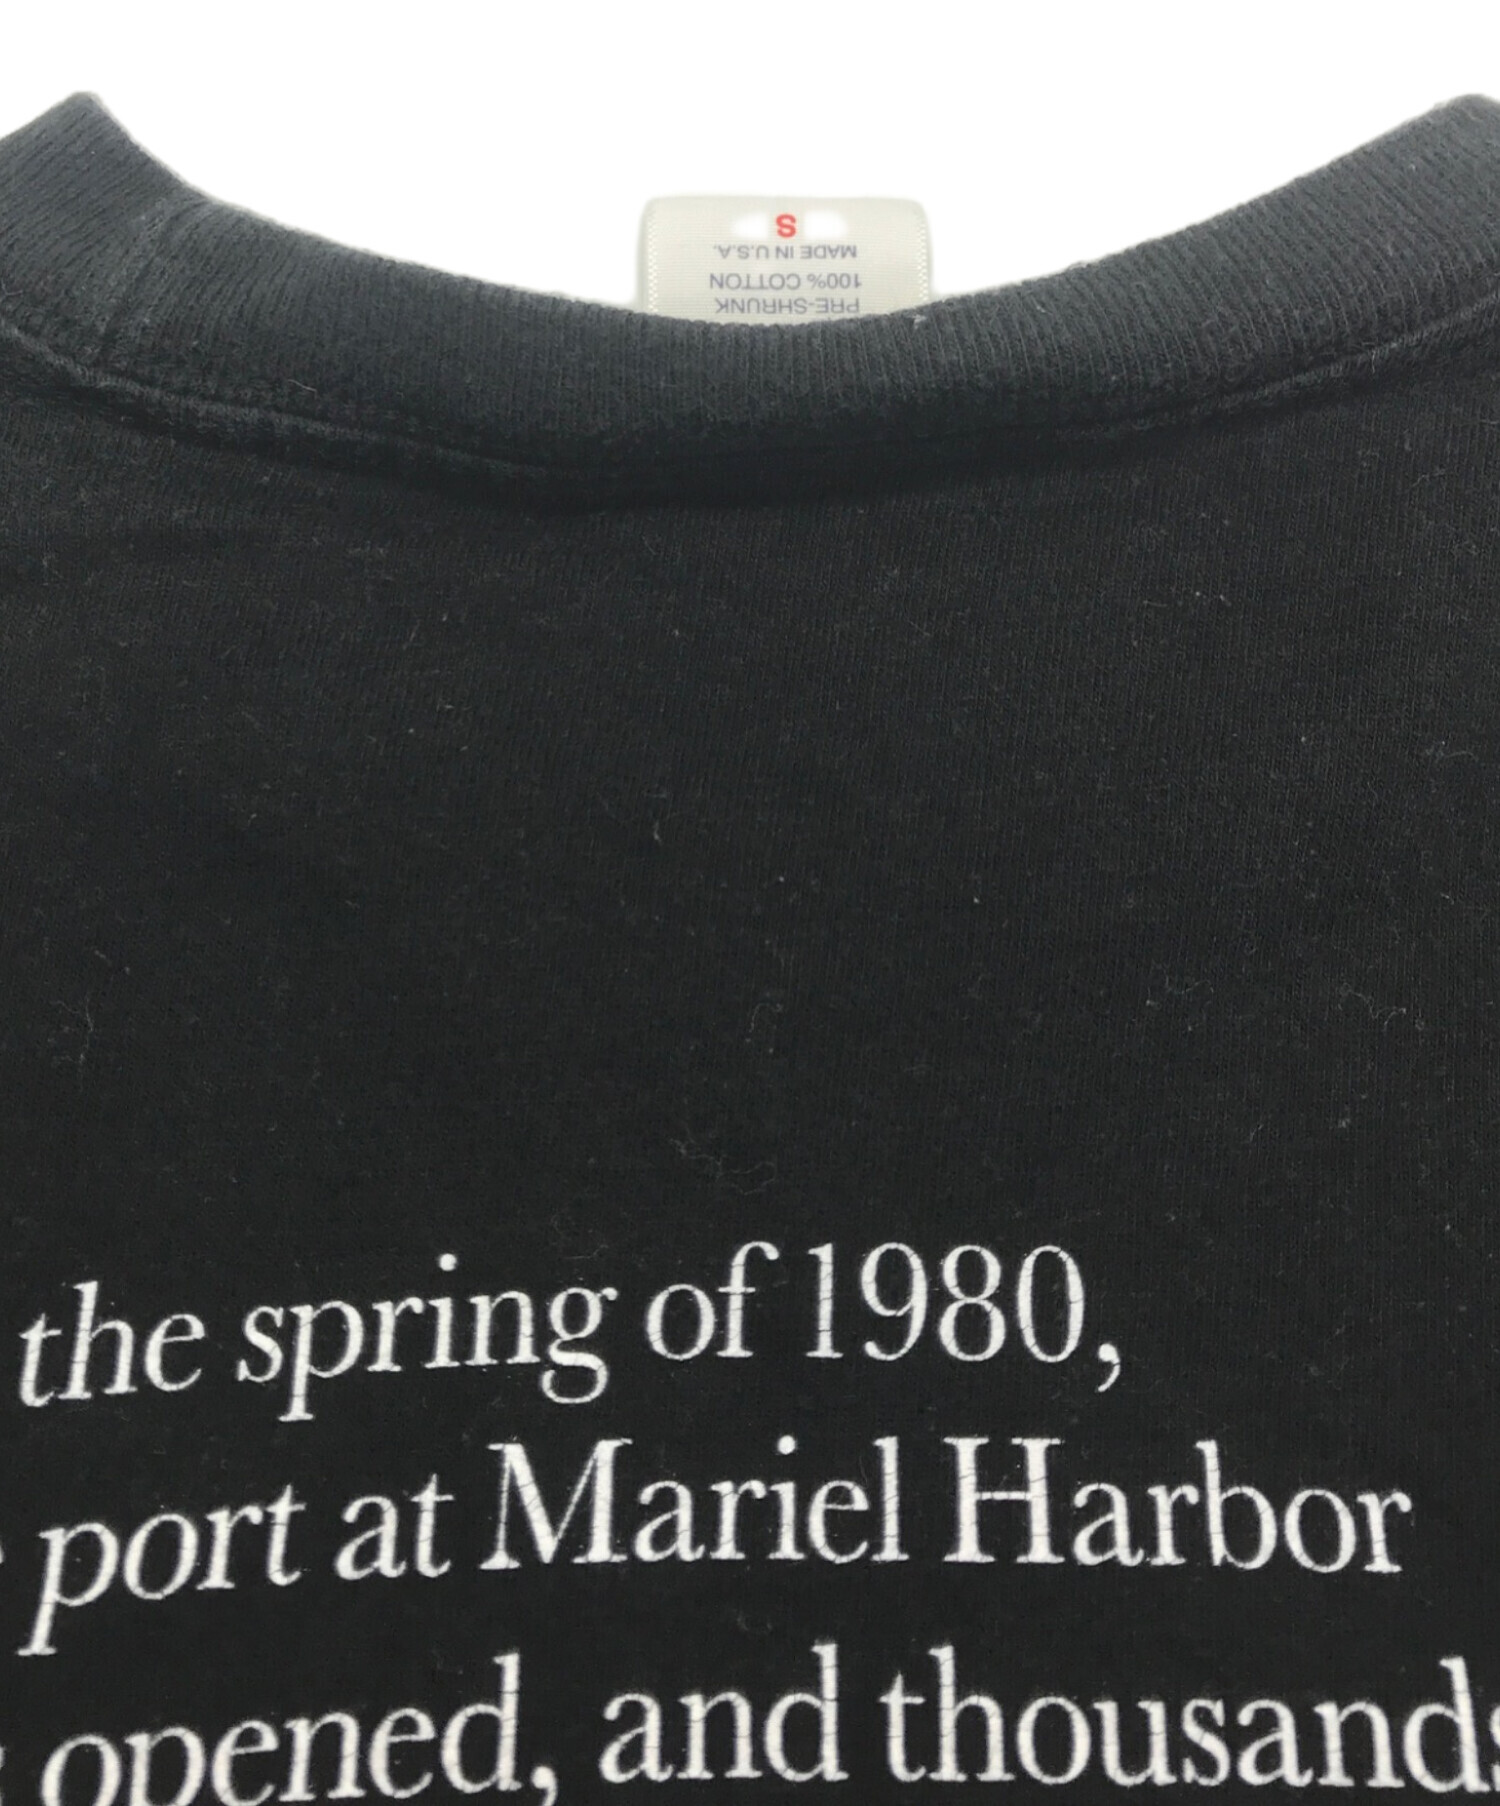 S
MADE IN U.S.A.
100% COTTON
PRE-SHRUNK
the spring of 1980,
port at Mariel Harbor
opened, and thousands